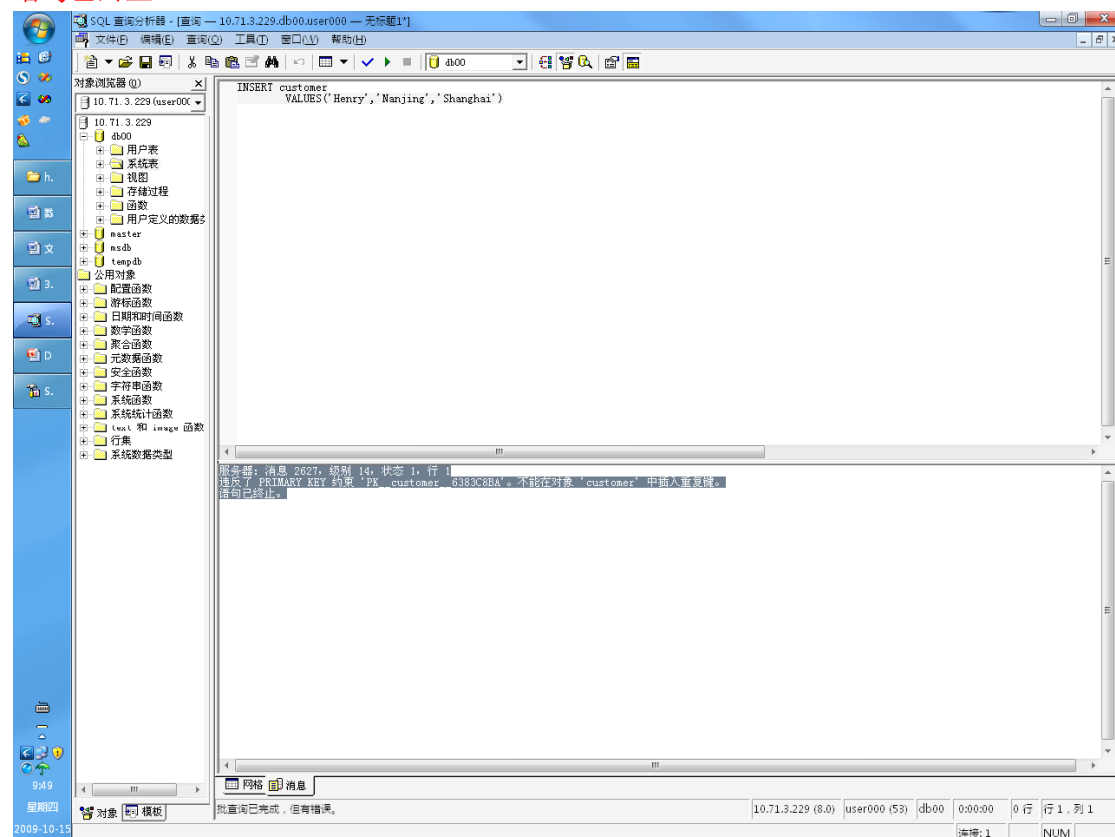 SQL 查询分析器 - [查询 — 10.71.3.229.db00.user000 — 无标题1*]
文件(F) 编辑(E) 查询(Q) 工具(T) 窗口(W) 帮助(H)
db00
对象浏览器(J)
10.71.3.229(user00(
10.71.3.229
db00
用户表
系统表
视图
存储过程
函数
用户定义的数据
master
msdb
tempdb
公用对象
配置函数
游标函数
日期和时间函数
数学函数
聚合函数
元数据函数
安全函数
字符串函数
系统函数
系统统计函数
text 和 image 函数
行集
系统数据类型
对象 模板
INSERT customer
VALUES('Henry','Nanjing','Shanghai')
服务器: 消息 2627，级别 14，状态 1，行 1
违反了 PRIMARY KEY 约束 'PK__customer__6383C8BA'。不能在对象 'customer' 中插入重复键。
语句已终止。
网格 消息
批查询已完成，但有错误。
10.71.3.229 (8.0) user000 (53) db00 0:00:00 0 行 行 1, 列 1
连接: 1 NUM
h.
数
文
3.
S.
D
S.
9:49
星期四
2009-10-15